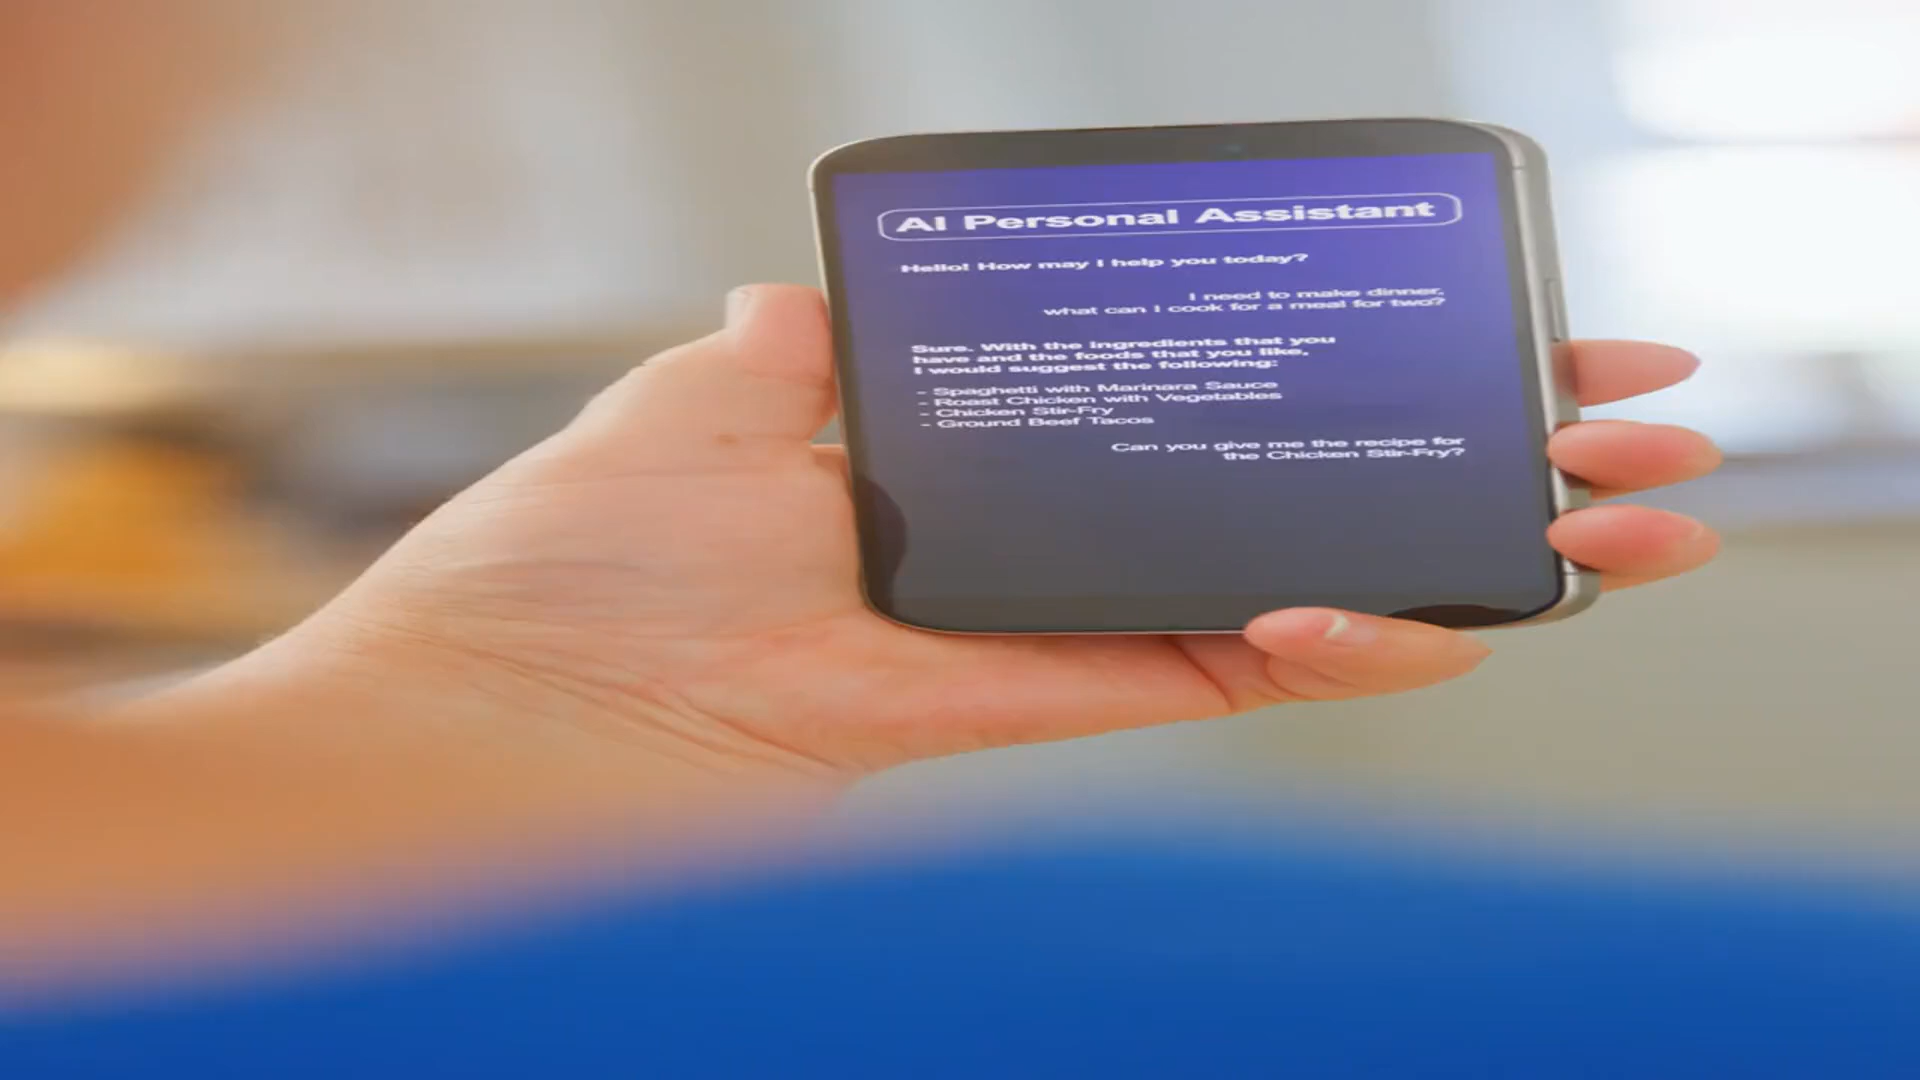 AI Personal Assistant
Hello! How may I help you today?
I need to make dinner,
what can I cook for a meal for two?
Sure. With the ingredients that you
have and the foods that you like,
I would suggest the following:
- Spaghetti with Marinara Sauce
- Roast Chicken with Vegetables
- Chicken Stir-Fry
- Ground Beef Tacos
Can you give me the recipe for
the Chicken Stir-Fry?